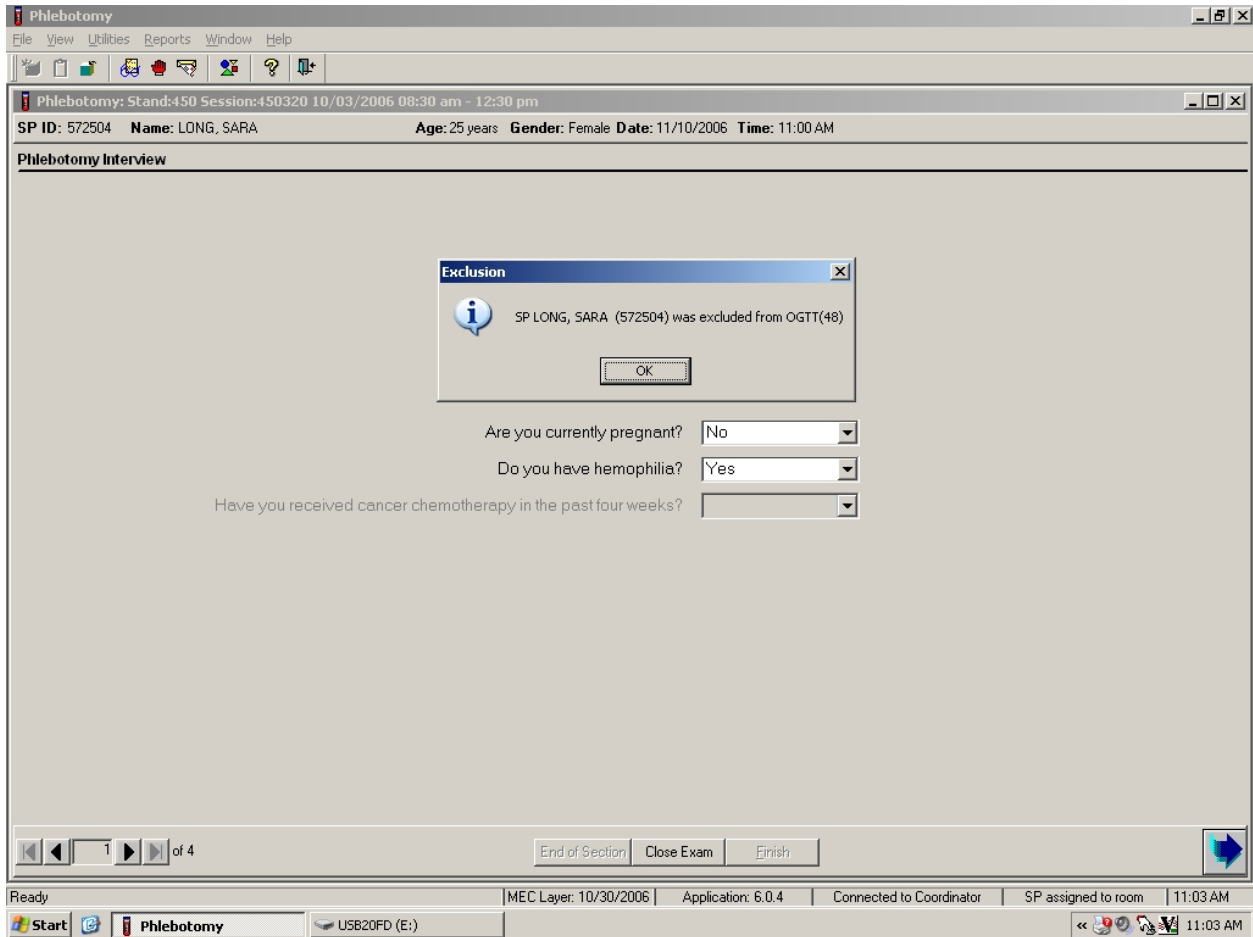 Phlebotomy
File View Utilities Reports Window Help
Phlebotomy: Stand:450 Session:450320 10/03/2006 08:30 am - 12:30 pm
SP ID: 572504 Name: LONG, SARA Age: 25 years Gender: Female Date: 11/10/2006 Time: 11:00 AM
Phlebotomy Interview
Exclusion
SP LONG, SARA (572504) was excluded from OGTT(48)
OK
Are you currently pregnant? No
Do you have hemophilia? Yes
Have you received cancer chemotherapy in the past four weeks?
1 of 4 End of Section Close Exam Finish
Ready MEC Layer: 10/30/2006 Application: 6.0.4 Connected to Coordinator SP assigned to room 11:03 AM
Start Phlebotomy USB20FD (E:) « 11:03 AM